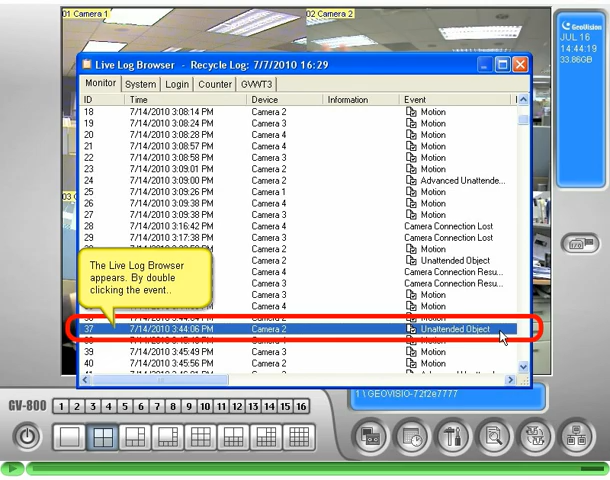 01 Camera 1
02 Camera 2
GeoVision
JUL 16
14:44:19
33.86GB
Live Log Browser - Recycle Log: 7/7/2010 16:29
Monitor System Login Counter GVWT3
ID Time Device Information Event
18 7/14/2010 3:08:14 PM Camera 2 Motion
19 7/14/2010 3:08:24 PM Camera 3 Motion
20 7/14/2010 3:08:28 PM Camera 4 Motion
21 7/14/2010 3:08:57 PM Camera 4 Motion
22 7/14/2010 3:08:58 PM Camera 3 Motion
23 7/14/2010 3:09:01 PM Camera 2 Motion
24 7/14/2010 3:09:00 PM Camera 2 Advanced Unattende...
25 7/14/2010 3:09:26 PM Camera 1 Motion
26 7/14/2010 3:09:38 PM Camera 4 Motion
27 7/14/2010 3:09:38 PM Camera 3 Motion
28 7/14/2010 3:16:42 PM Camera 4 Camera Connection Lost
29 7/14/2010 3:17:38 PM Camera 3 Camera Connection Lost
Camera 2 Motion
Camera 2 Unattended Object
Camera 4 Camera Connection Resu...
Camera 3 Camera Connection Resu...
Camera 3 Motion
Camera 4 Motion
03
The Live Log Browser
appears. By double
clicking the event..
Camera 2 Motion
37 7/14/2010 3:44:06 PM Camera 2 Unattended Object
39 7/14/2010 3:45:49 PM Camera 3 Motion
40 7/14/2010 3:45:56 PM Camera 2 Motion
GV-800 1 2 3 4 5 6 7 8 9 10 11 12 13 14 15 16
1 \ GEOVISIO-72f2e7777
I/O